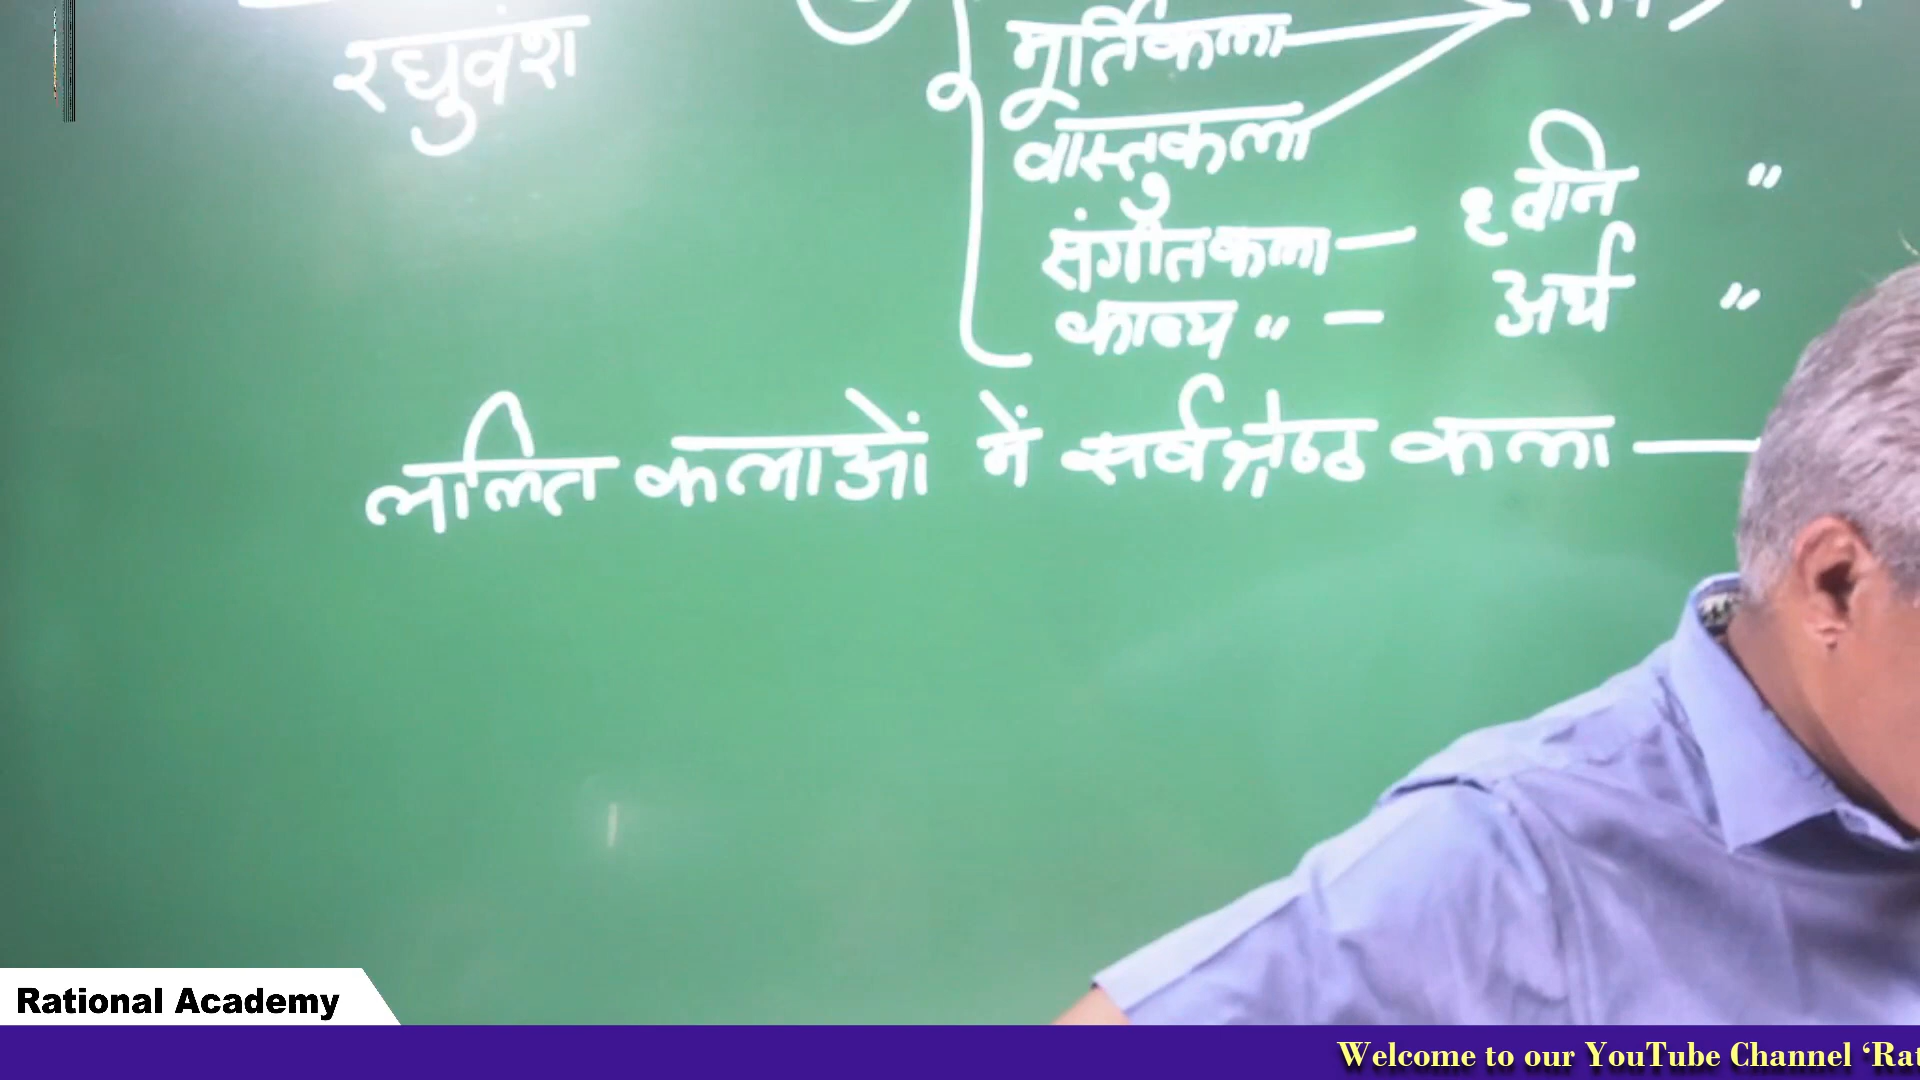 रघुवंश
मूर्तिकला
वास्तुकला
संगीतकला — ध्वनि "
काव्य " — अर्थ "
ललित कलाओं में सर्वश्रेष्ठ कला —
Rational Academy
Welcome to our YouTube Channel ‘Rat